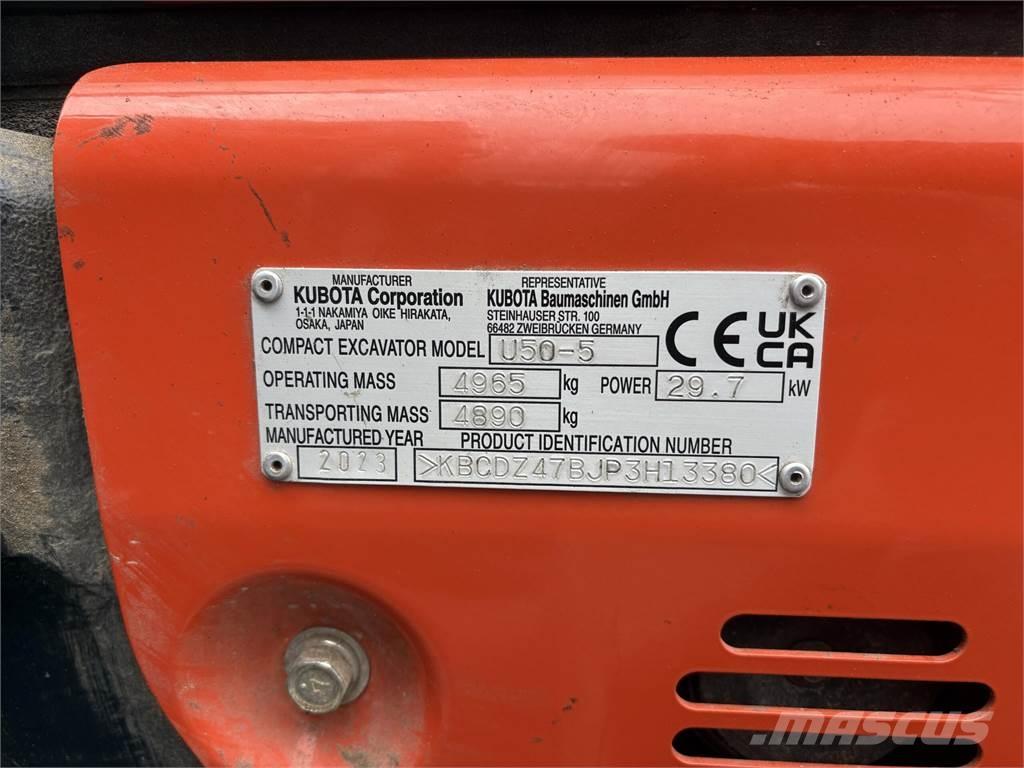 MANUFACTURER
KUBOTA Corporation
1-1-1 NAKAMIYA OIKE HIRAKATA,
OSAKA, JAPAN
REPRESENTATIVE
KUBOTA Baumaschinen GmbH
STEINHAUSER STR. 100
66482 ZWEIBRÜCKEN GERMANY
CE UK
CA
COMPACT EXCAVATOR MODEL U50-5
OPERATING MASS 4965 kg POWER 29.7 kW
TRANSPORTING MASS 4890 kg
MANUFACTURED YEAR PRODUCT IDENTIFICATION NUMBER
2023 >KBCDZ47BJP3H13380<
mascus